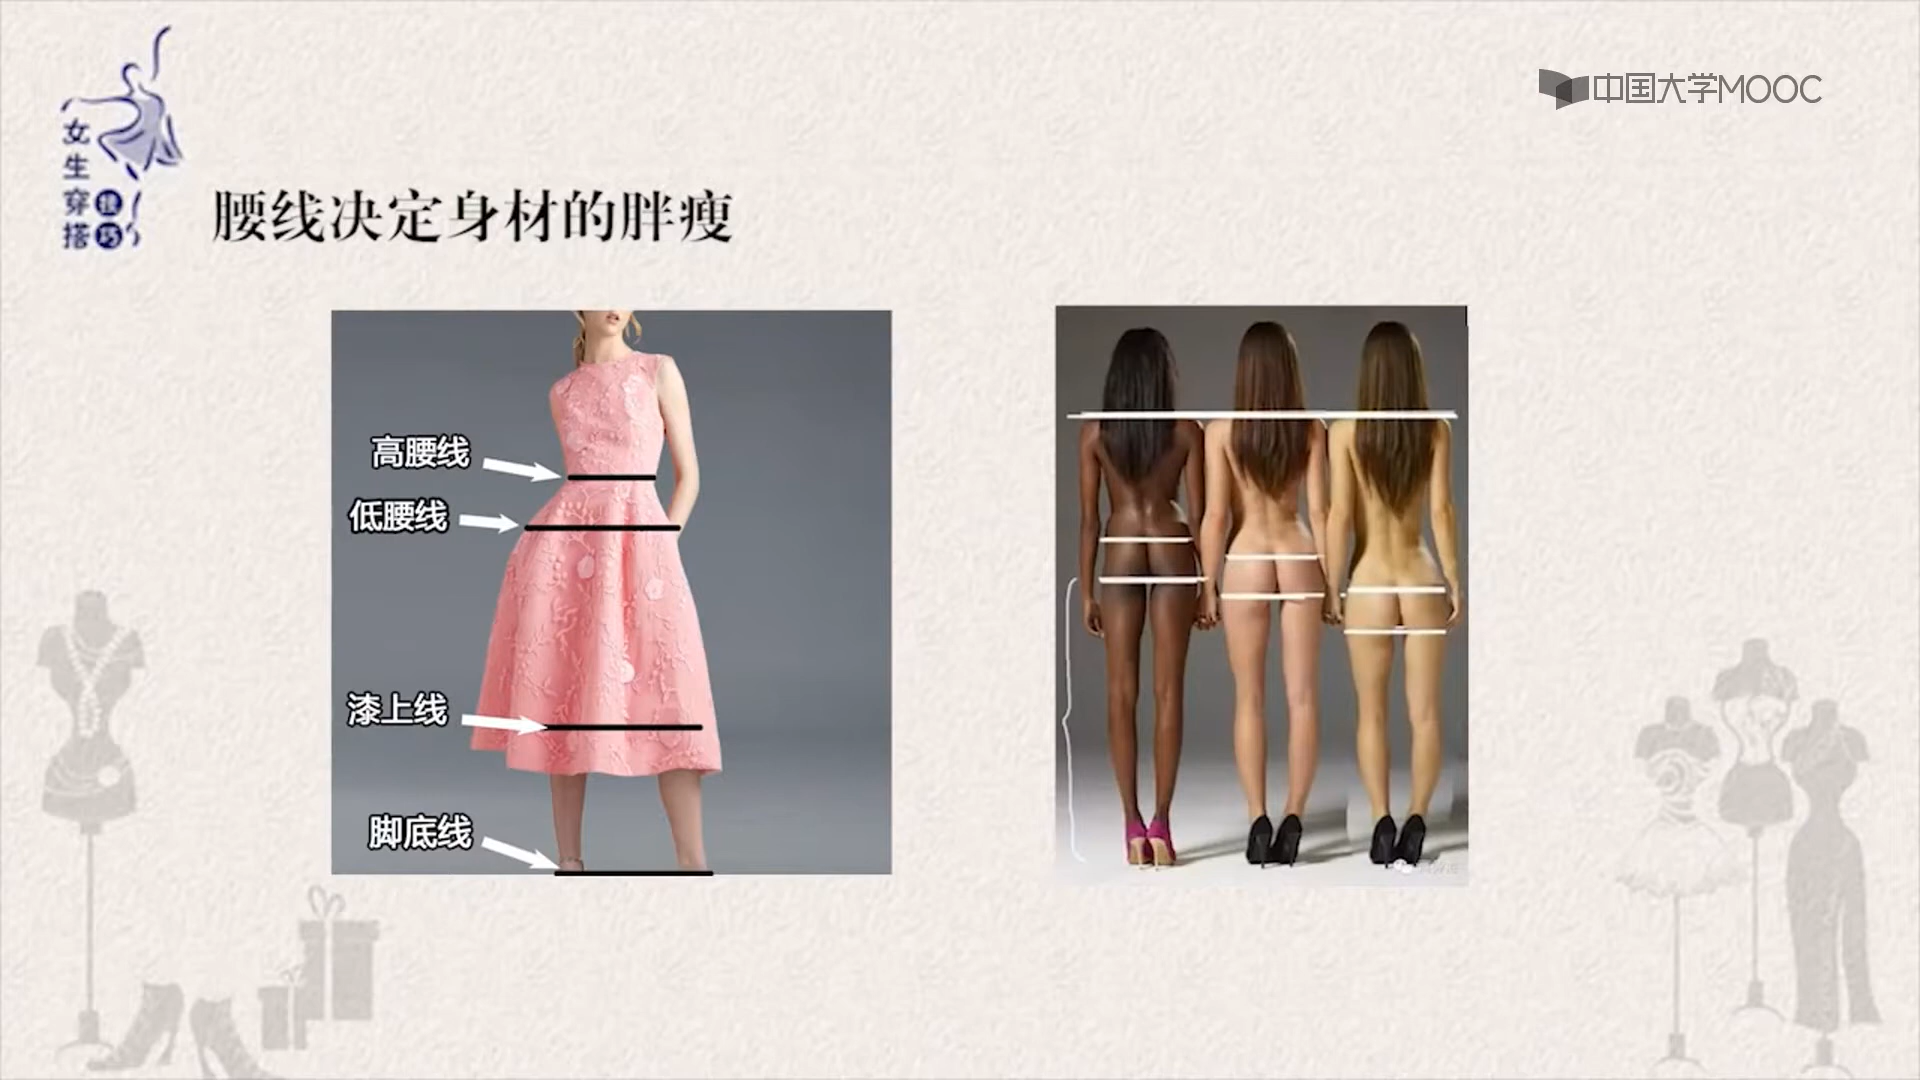 中国大学MOOC
女生穿搭技巧
腰线决定身材的胖瘦
高腰线
低腰线
漆上线
脚底线